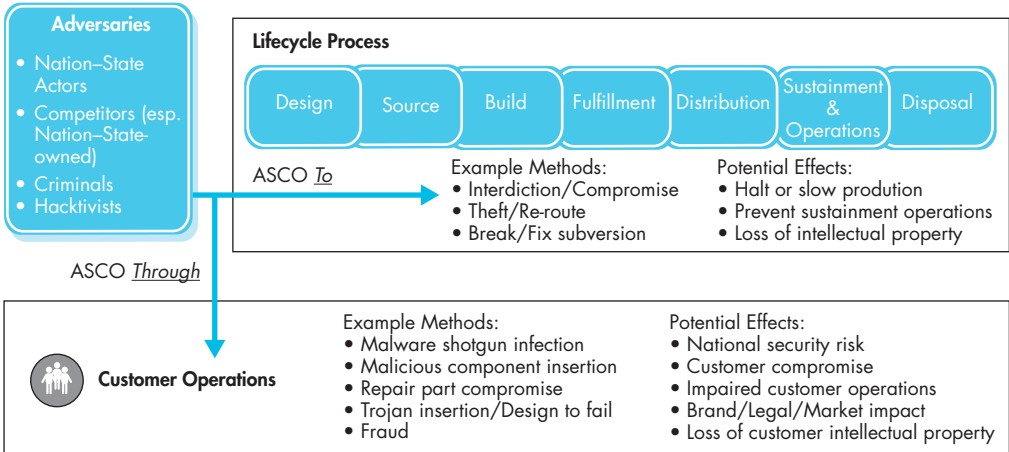 Adversaries
• Nation–State
Actors
• Competitors (esp.
Nation–State-
owned)
• Criminals
• Hacktivists
Lifecycle Process
Design
Source
Build
Fulfillment
Distribution
Sustainment
&
Operations
Disposal
ASCO To
Example Methods:
• Interdiction/Compromise
• Theft/Re-route
• Break/Fix subversion
Potential Effects:
• Halt or slow prodution
• Prevent sustainment operations
• Loss of intellectual property
ASCO Through
Customer Operations
Example Methods:
• Malware shotgun infection
• Malicious component insertion
• Repair part compromise
• Trojan insertion/Design to fail
• Fraud
Potential Effects:
• National security risk
• Customer compromise
• Impaired customer operations
• Brand/Legal/Market impact
• Loss of customer intellectual property